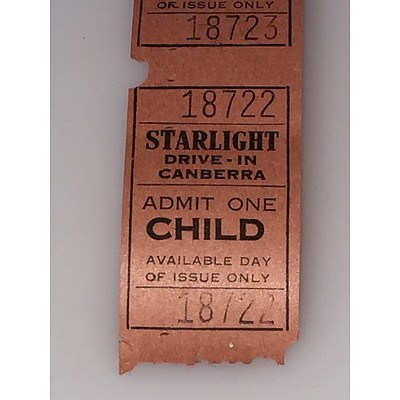 OF ISSUE ONLY
18723
18722
STARLIGHT
DRIVE-IN
CANBERRA
ADMIT ONE
CHILD
AVAILABLE DAY
OF ISSUE ONLY
18722